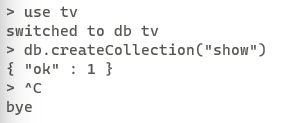 > use tv
switched to db tv
> db.createCollection("show")
{ "ok" : 1 }
> ^C
bye